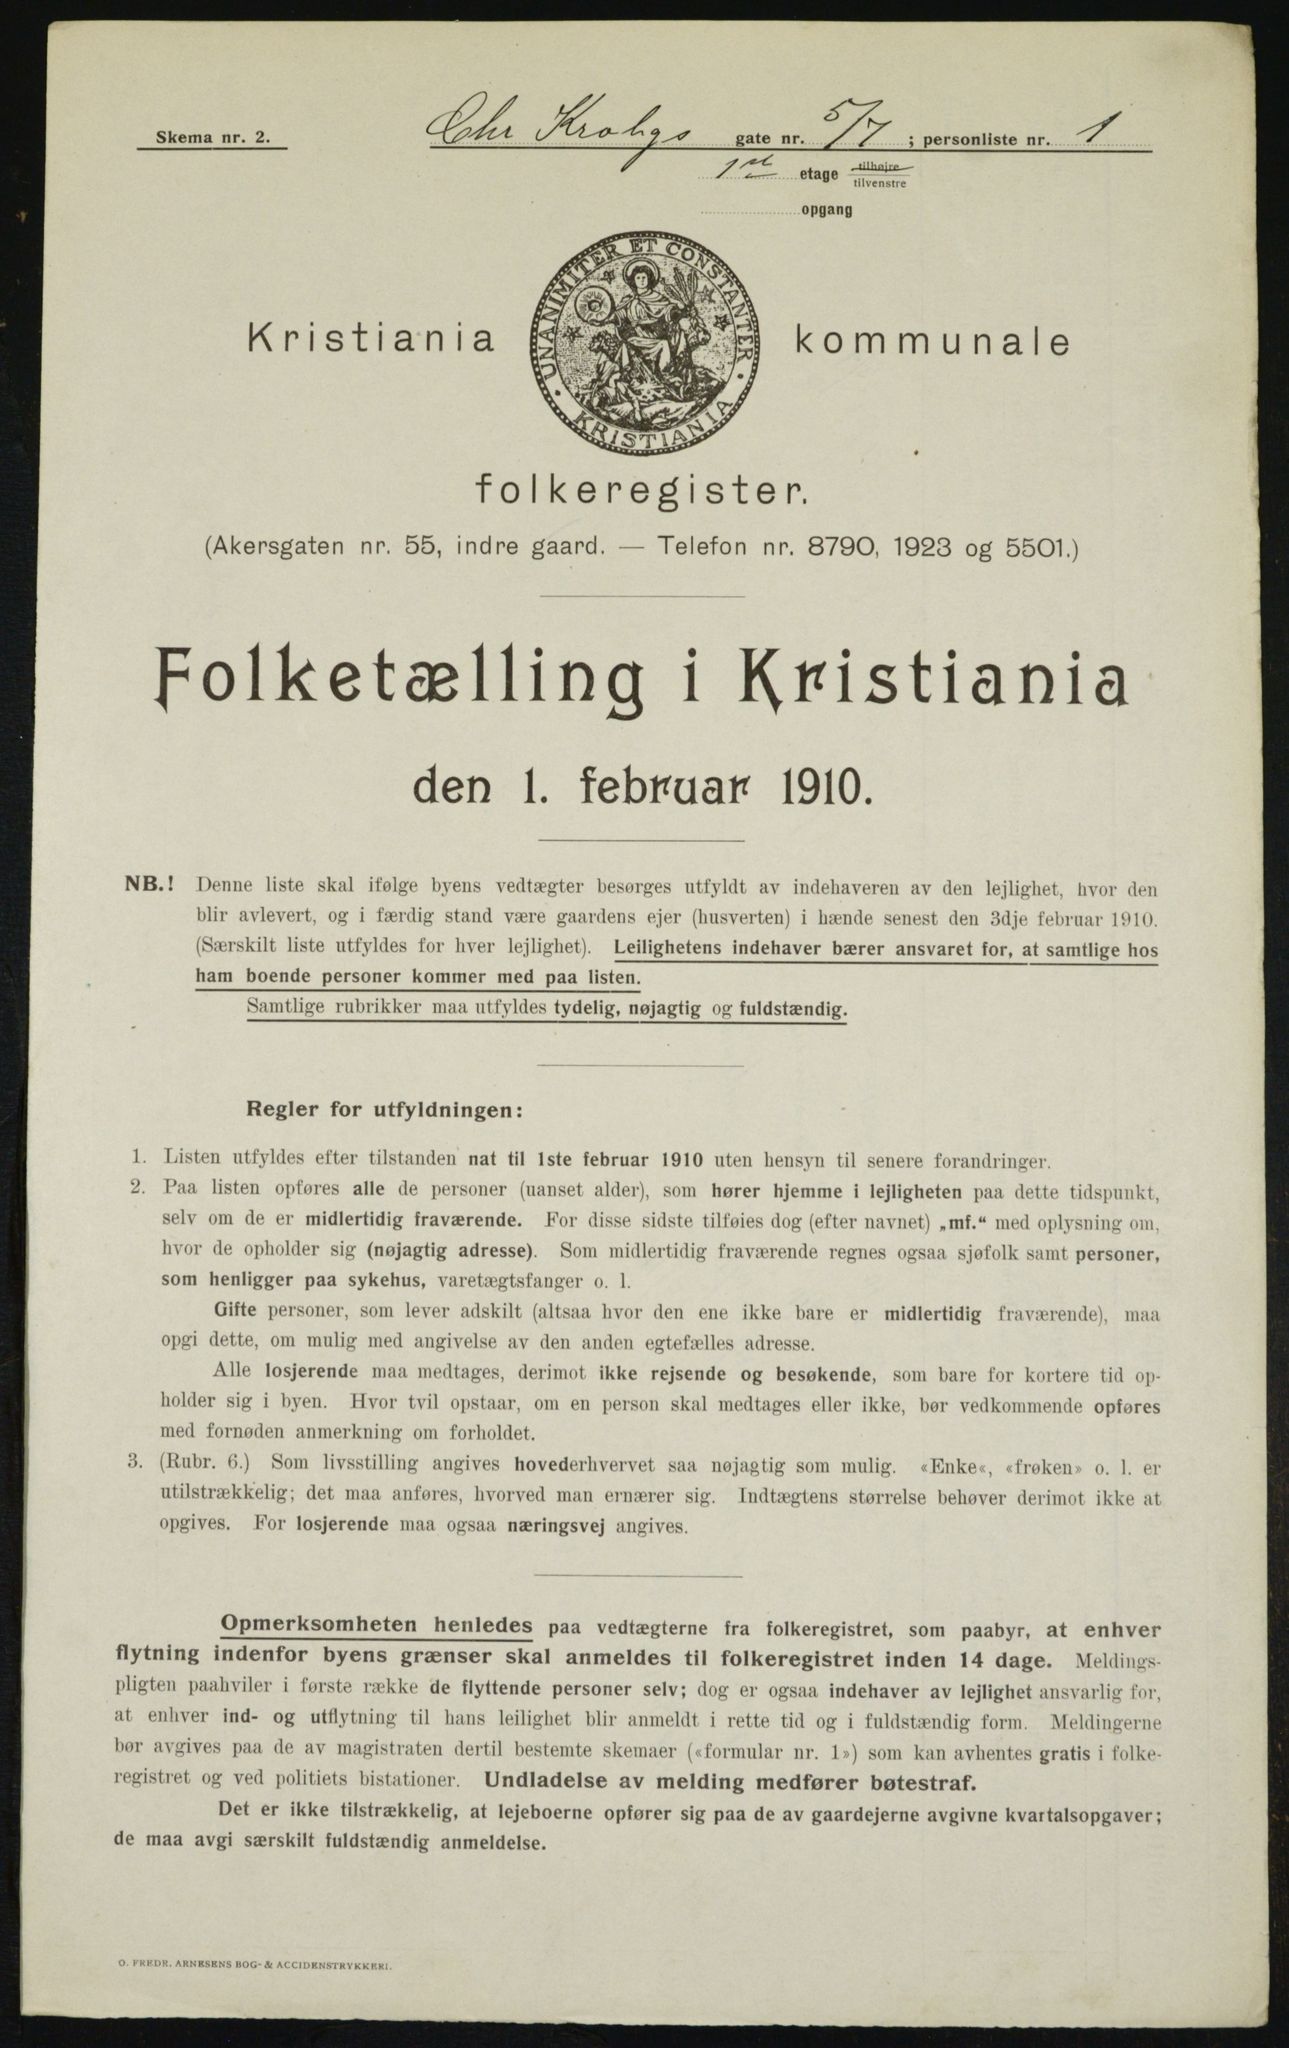 Skema nr. 2.
Chr Krohgs gate nr. 5/7 ; personliste nr. 1
1st etage tilhøjre
tilvenstre
opgang
UNANIMITER ET CONSTANTER
KRISTIANIA
Kristiania kommunale
folkeregister.
(Akersgaten nr. 55, indre gaard. — Telefon nr. 8790, 1923 og 5501.)
Folketælling i Kristiania
den 1. februar 1910.
NB.! Denne liste skal ifølge byens vedtægter besørges utfyldt av indehaveren av den lejlighet, hvor den
blir avlevert, og i færdig stand være gaardens ejer (husverten) i hænde senest den 3dje februar 1910.
(Særskilt liste utfyldes for hver lejlighet). Leilighetens indehaver bærer ansvaret for, at samtlige hos
ham boende personer kommer med paa listen.
Samtlige rubrikker maa utfyldes tydelig, nøjagtig og fuldstændig.
Regler for utfyldningen:
1. Listen utfyldes efter tilstanden nat til 1ste februar 1910 uten hensyn til senere forandringer.
2. Paa listen opføres alle de personer (uanset alder), som hører hjemme i lejligheten paa dette tidspunkt,
selv om de er midlertidig fraværende. For disse sidste tilføies dog (efter navnet) „mf.“ med oplysning om,
hvor de opholder sig (nøjagtig adresse). Som midlertidig fraværende regnes ogsaa sjøfolk samt personer,
som henligger paa sykehus, varetægtsfanger o. l.
Gifte personer, som lever adskilt (altsaa hvor den ene ikke bare er midlertidig fraværende), maa
opgi dette, om mulig med angivelse av den anden egtefælles adresse.
Alle losjerende maa medtages, derimot ikke rejsende og besøkende, som bare for kortere tid op-
holder sig i byen. Hvor tvil opstaar, om en person skal medtages eller ikke, bør vedkommende opføres
med fornøden anmerkning om forholdet.
3. (Rubr. 6.) Som livsstilling angives hovederhvervet saa nøjagtig som mulig. «Enke«, «frøken» o. l. er
utilstrækkelig; det maa anføres, hvorved man ernærer sig. Indtægtens størrelse behøver derimot ikke at
opgives. For losjerende maa ogsaa næringsvej angives.
Opmerksomheten henledes paa vedtægterne fra folkeregistret, som paabyr, at enhver
flytning indenfor byens grænser skal anmeldes til folkeregistret inden 14 dage. Meldings-
pligten paahviler i første række de flyttende personer selv; dog er ogsaa indehaver av lejlighet ansvarlig for,
at enhver ind- og utflytning til hans leilighet blir anmeldt i rette tid og i fuldstændig form. Meldingerne
bør avgives paa de av magistraten dertil bestemte skemaer («formular nr. 1») som kan avhentes gratis i folke-
registret og ved politiets bistationer. Undladelse av melding medfører bøtestraf.
Det er ikke tilstrækkelig, at lejeboerne opfører sig paa de av gaardejerne avgivne kvartalsopgaver;
de maa avgi særskilt fuldstændig anmeldelse.
O. FREDR. ARNESENS BOG- & ACCIDENSTRYKKERI.